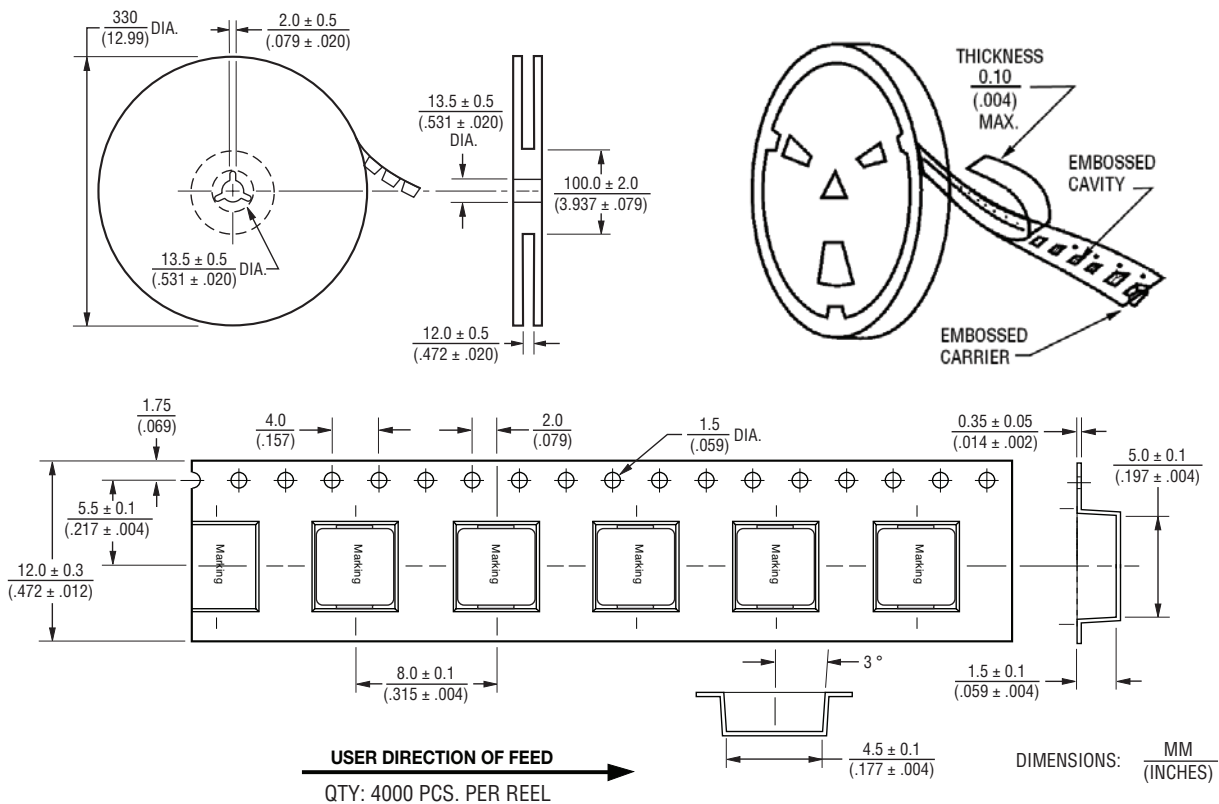 330
(12.99)
DIA.
2.0 ± 0.5
(.079 ± .020)
13.5 ± 0.5
(.531 ± .020)
DIA.
100.0 ± 2.0
(3.937 ± .079)
13.5 ± 0.5
(.531 ± .020)
DIA.
12.0 ± 0.5
(.472 ± .020)
THICKNESS
0.10
(.004)
MAX.
EMBOSSED
CAVITY
EMBOSSED
CARRIER
1.75
(.069)
4.0
(.157)
2.0
(.079)
1.5
(.059)
DIA.
0.35 ± 0.05
(.014 ± .002)
5.0 ± 0.1
(.197 ± .004)
5.5 ± 0.1
(.217 ± .004)
12.0 ± 0.3
(.472 ± .012)
Marking
Marking
Marking
Marking
Marking
Marking
8.0 ± 0.1
(.315 ± .004)
3 °
1.5 ± 0.1
(.059 ± .004)
4.5 ± 0.1
(.177 ± .004)
USER DIRECTION OF FEED
QTY: 4000 PCS. PER REEL
DIMENSIONS:
MM
(INCHES)